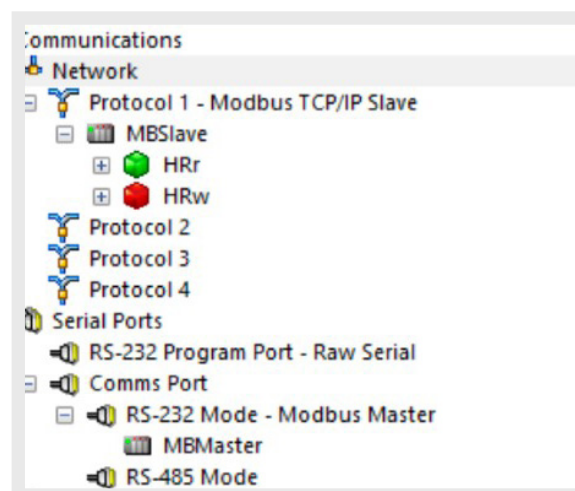 Communications
Network
Protocol 1 - Modbus TCP/IP Slave
MBSlave
HRr
HRw
Protocol 2
Protocol 3
Protocol 4
Serial Ports
RS-232 Program Port - Raw Serial
Comms Port
RS-232 Mode - Modbus Master
MBMaster
RS-485 Mode